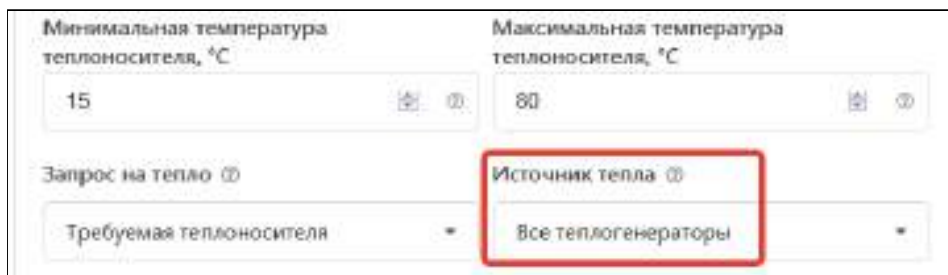 Минимальная температура
теплоносителя, °C
Максимальная температура
теплоносителя, °C
15
80
Запрос на тепло
Источник тепла
Требуемая теплоносителя
Все теплогенераторы